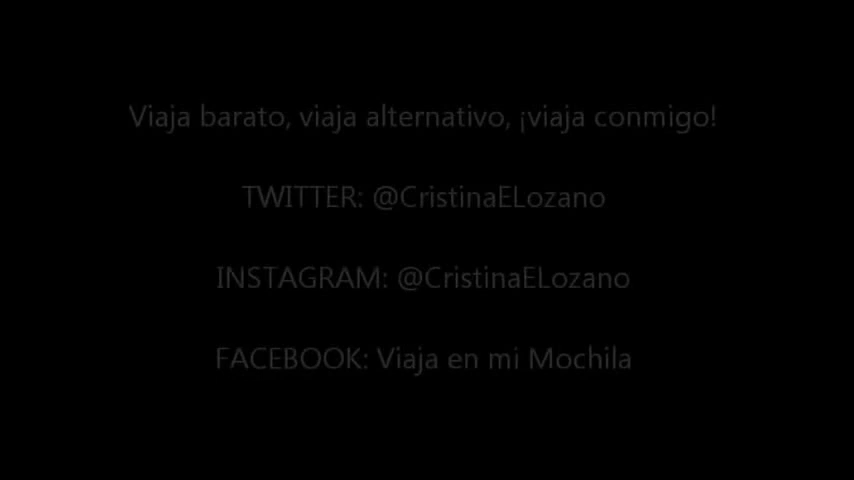 Viaja barato, viaja alternativo, ¡viaja conmigo!
TWITTER: @CristinaELozano
INSTAGRAM: @CristinaELozano
FACEBOOK: Viaja en mi Mochila